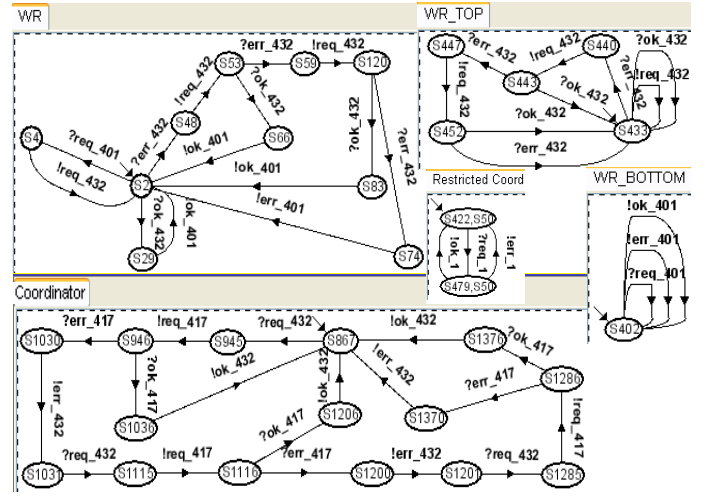 WR
WR_TOP
?err_432
!req_432
S53
S59
S120
!req_432
?ok_432
S48
S66
?ok_432
?err_432
S4
?req_401
?err_432
!ok_401
!req_432
S2
!ok_401
S83
?ok_432
!ok_401
!err_401
S29
S74
S447
?err_432
S440
?ok_432
!req_432
!req_432
S443
!req_432
?ok_432
?err_432
S452
?ok_432
S433
?err_432
Restricted Coord
S422,S50
!ok_1
?req_1
!err_1
S479,S50
WR_BOTTOM
!ok_401
!err_401
?req_401
S402
Coordinator
?err_417
!req_417
?req_432
!ok_432
S1030
S946
S945
S867
S1376
?ok_417
?ok_417
!ok_432
!ok_432
!err_432
?err_417
S1286
!err_432
S1036
S1206
S1370
?ok_417
!req_417
?req_432
!req_417
?err_417
!err_432
?req_432
S1031
S1115
S1116
S1200
S1201
S1285